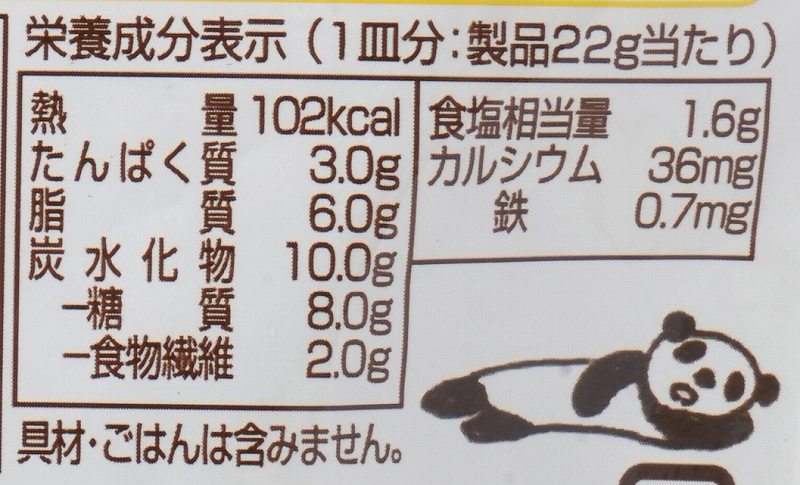 栄養成分表示(1皿分:製品22g当たり)
熱量 102kcal
たんぱく質 3.0g
脂質 6.0g
炭水化物 10.0g
－糖質 8.0g
－食物繊維 2.0g
食塩相当量 1.6g
カルシウム 36mg
鉄 0.7mg
具材・ごはんは含みません。